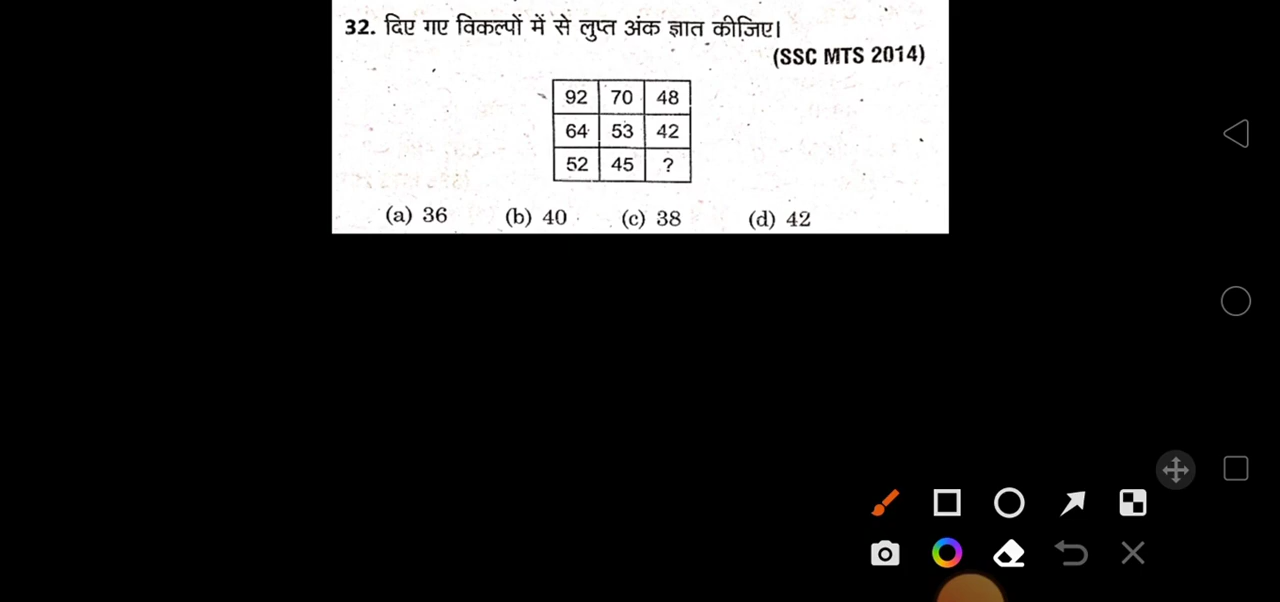 32. दिए गए विकल्पों में से लुप्त अंक ज्ञात कीजिए।
(SSC MTS 2014)
92 70 48
64 53 42
52 45 ?
(a) 36 (b) 40 (c) 38 (d) 42